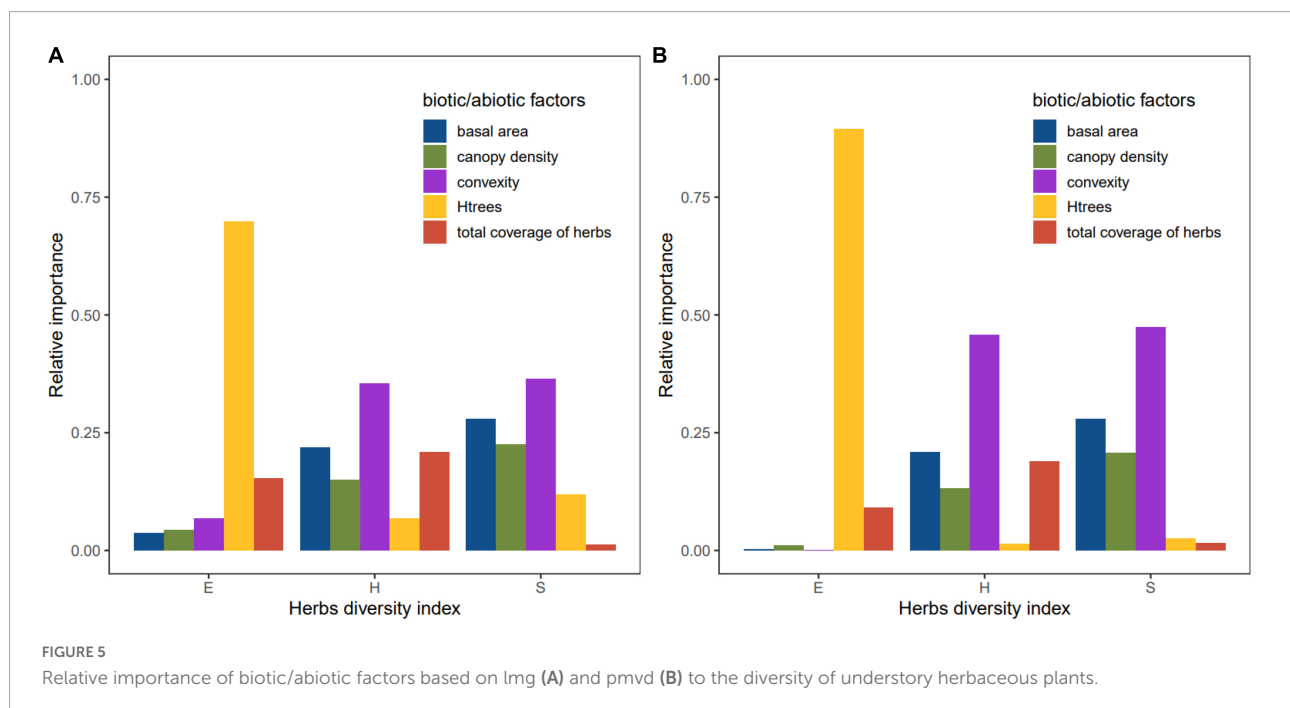 A
1.00
0.75
0.50
0.25
0.00
Relative importance
biotic/abiotic factors
basal area
canopy density
convexity
Htrees
total coverage of herbs
E H S
Herbs diversity index
B
1.00
0.75
0.50
0.25
0.00
Relative importance
biotic/abiotic factors
basal area
canopy density
convexity
Htrees
total coverage of herbs
E H S
Herbs diversity index
FIGURE 5
Relative importance of biotic/abiotic factors based on lmg (A) and pmvd (B) to the diversity of understory herbaceous plants.